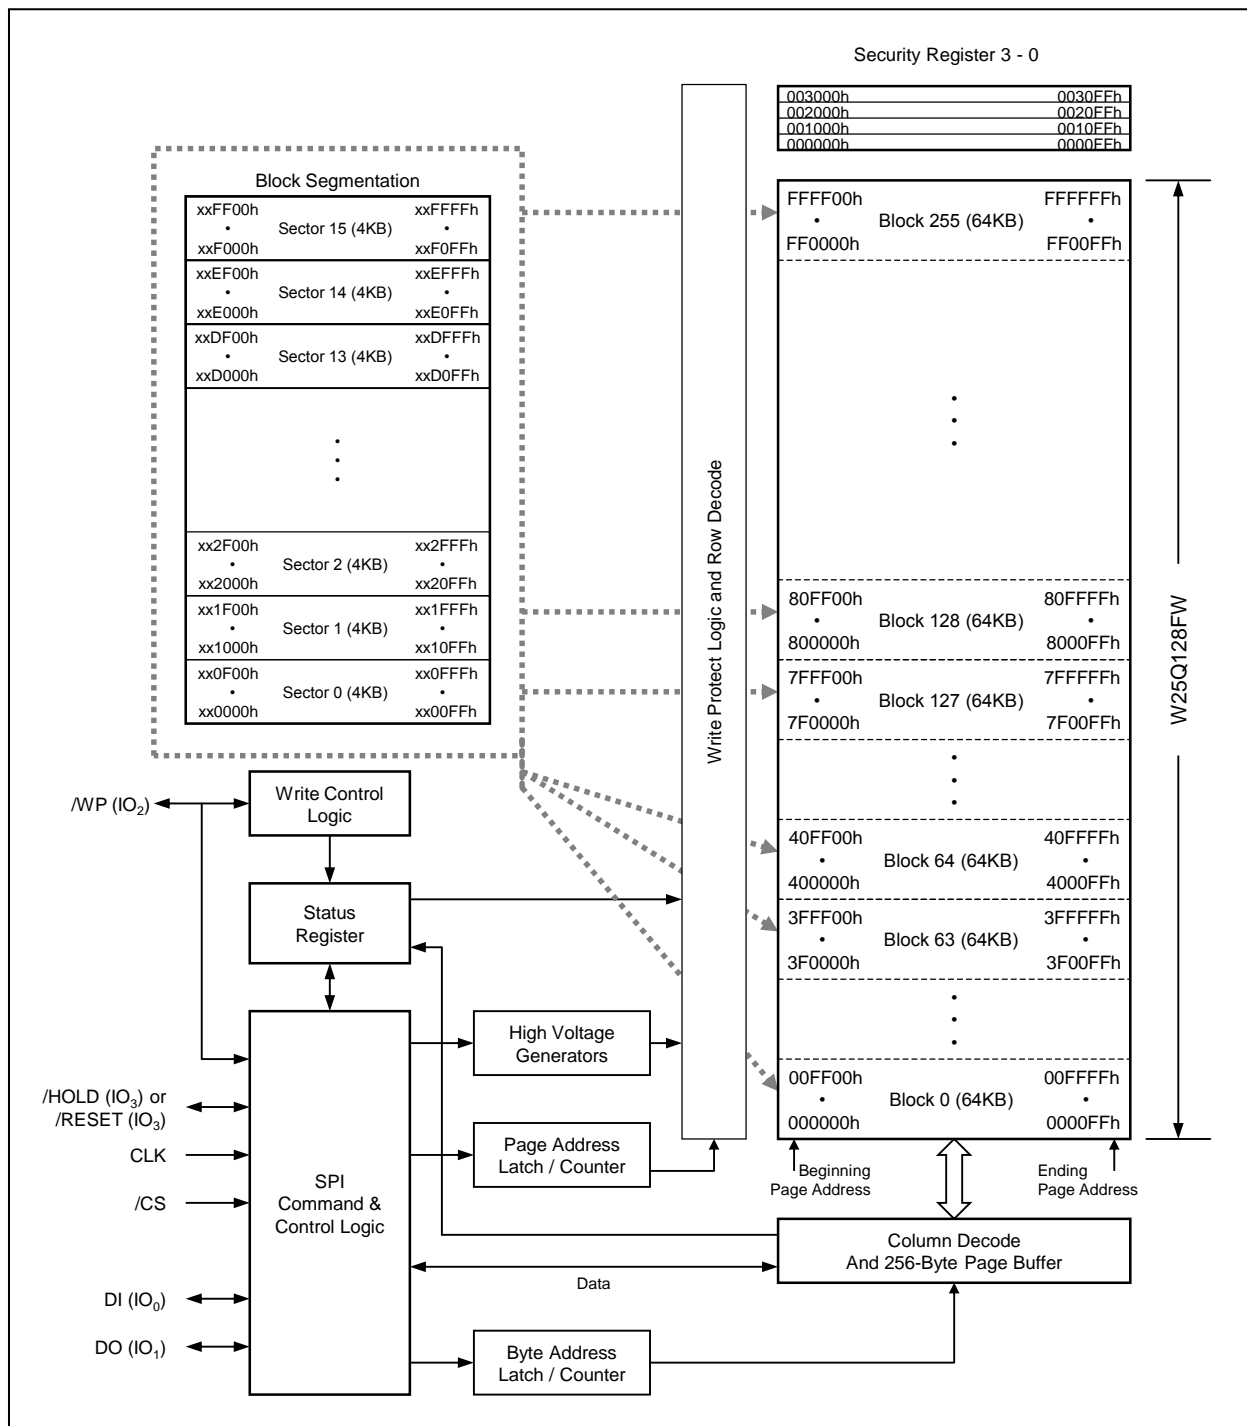 Security Register 3 - 0
003000h 0030FFh
002000h 0020FFh
001000h 0010FFh
000000h 0000FFh
Block Segmentation
xxFF00h xxFFFFh
• Sector 15 (4KB) •
xxF000h xxF0FFh
xxEF00h xxEFFFh
• Sector 14 (4KB) •
xxE000h xxE0FFh
xxDF00h xxDFFFh
• Sector 13 (4KB) •
xxD000h xxD0FFh
xx2F00h xx2FFFh
• Sector 2 (4KB) •
xx2000h xx20FFh
xx1F00h xx1FFFh
• Sector 1 (4KB) •
xx1000h xx10FFh
xx0F00h xx0FFFh
• Sector 0 (4KB) •
xx0000h xx00FFh
Write Protect Logic and Row Decode
FFFF00h FFFFFFh
• Block 255 (64KB) •
FF0000h FF00FFh
80FF00h 80FFFFh
• Block 128 (64KB) •
800000h 8000FFh
7FFF00h 7FFFFFh
• Block 127 (64KB) •
7F0000h 7F00FFh
40FF00h 40FFFFh
• Block 64 (64KB) •
400000h 4000FFh
3FFF00h 3FFFFFh
• Block 63 (64KB) •
3F0000h 3F00FFh
00FF00h 00FFFFh
• Block 0 (64KB) •
000000h 0000FFh
W25Q128FW
Beginning
Page Address
Ending
Page Address
/WP (IO₂)
Write Control
Logic
Status
Register
High Voltage
Generators
/HOLD (IO₃) or
/RESET (IO₃)
CLK
/CS
DI (IO₀)
DO (IO₁)
SPI
Command &
Control Logic
Page Address
Latch / Counter
Column Decode
And 256-Byte Page Buffer
Data
Byte Address
Latch / Counter